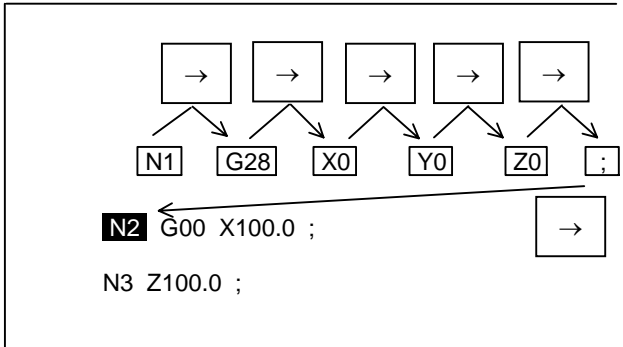 → → → → →
N1 G28 X0 Y0 Z0 ;
N2 G00 X100.0 ;
→
N3 Z100.0 ;